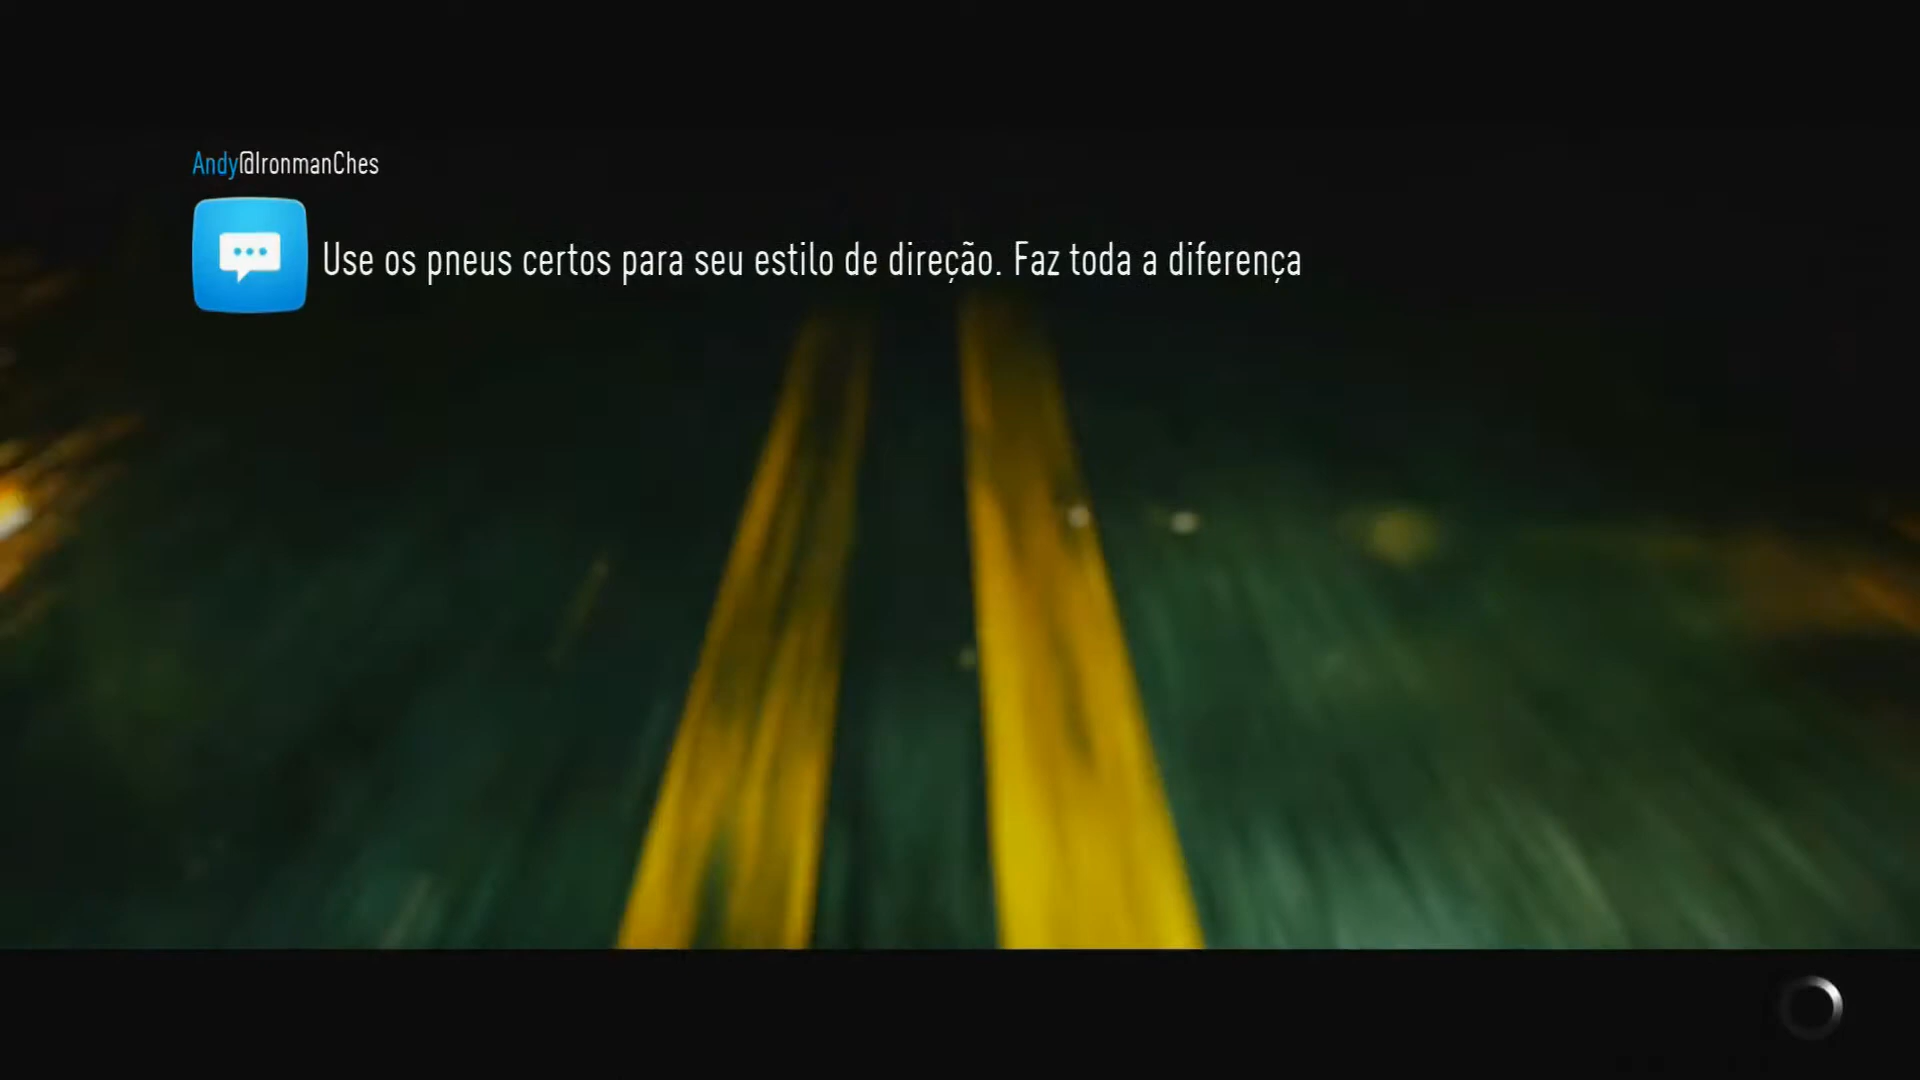 Andy@IronmanChes
Use os pneus certos para seu estilo de direção. Faz toda a diferença